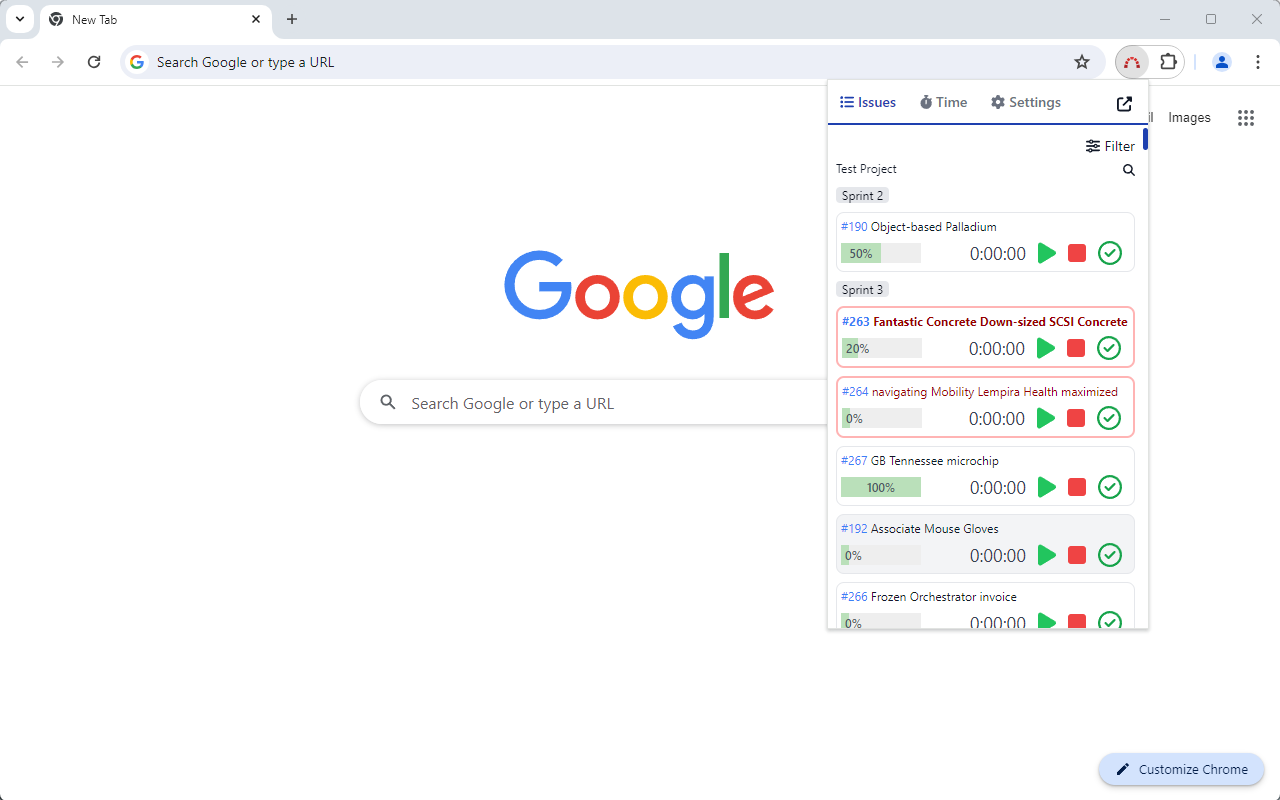 New Tab
Search Google or type a URL
Issues Time Settings
Images
Filter
Test Project
Sprint 2
#190 Object-based Palladium
50% 0:00:00
Sprint 3
Google
#263 Fantastic Concrete Down-sized SCSI Concrete
20% 0:00:00
#264 navigating Mobility Lempira Health maximized
Search Google or type a URL
0% 0:00:00
#267 GB Tennessee microchip
100% 0:00:00
#192 Associate Mouse Gloves
0% 0:00:00
#266 Frozen Orchestrator invoice
0% 0:00:00
Customize Chrome